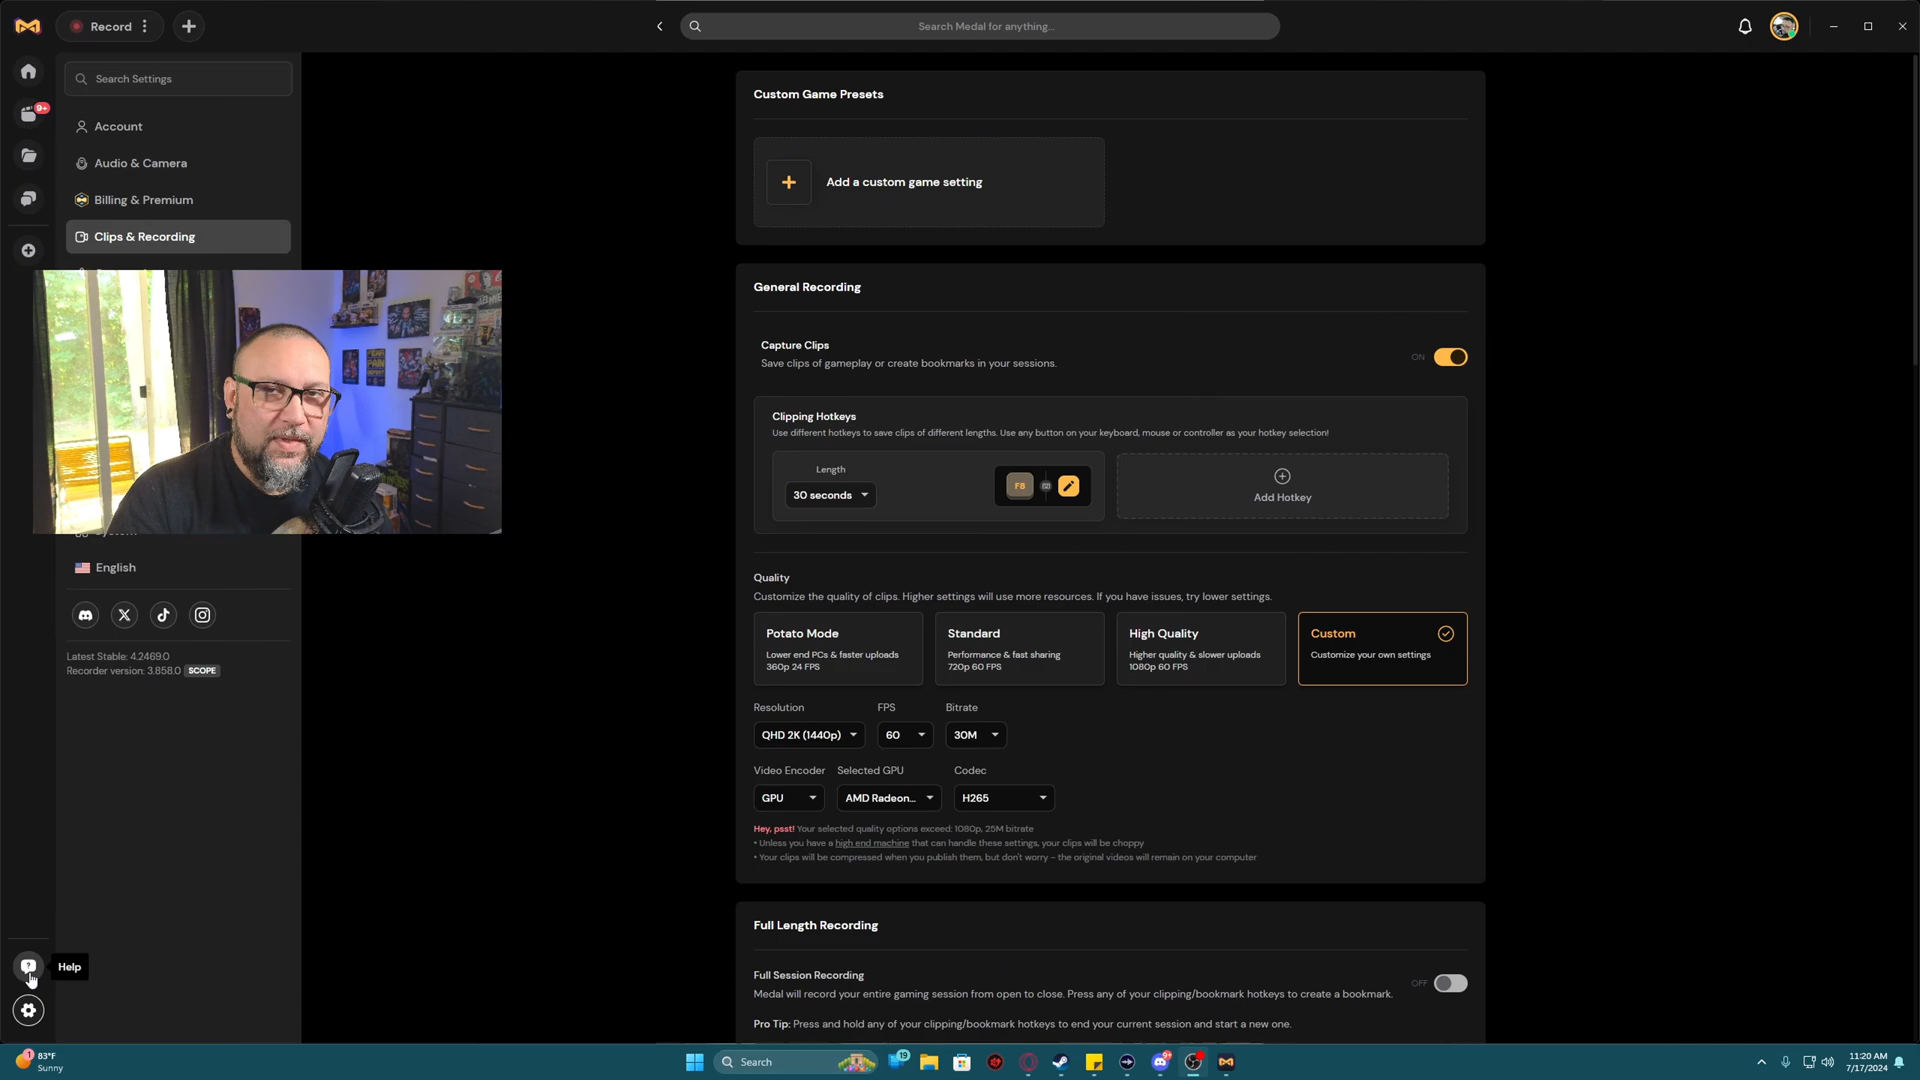 Record
Search Medal for anything...
Search Settings
9+
Account
Audio & Camera
Billing & Premium
Clips & Recording
English
Latest Stable: 4.2469.0
Recorder version: 3.858.0 SCOPE
Help
Custom Game Presets
Add a custom game setting
General Recording
Capture Clips
Save clips of gameplay or create bookmarks in your sessions.
ON
Clipping Hotkeys
Use different hotkeys to save clips of different lengths. Use any button on your keyboard, mouse or controller as your hotkey selection!
Length
30 seconds
F8
Add Hotkey
Quality
Customize the quality of clips. Higher settings will use more resources. If you have issues, try lower settings.
Potato Mode
Lower end PCs & faster uploads
360p 24 FPS
Standard
Performance & fast sharing
720p 60 FPS
High Quality
Higher quality & slower uploads
1080p 60 FPS
Custom
Customize your own settings
Resolution FPS Bitrate
QHD 2K (1440p) 60 30M
Video Encoder Selected GPU Codec
GPU AMD Radeon... H265
Hey, psst! Your selected quality options exceed: 1080p, 25M bitrate
• Unless you have a high end machine that can handle these settings, your clips will be choppy
• Your clips will be compressed when you publish them, but don't worry - the original videos will remain on your computer
Full Length Recording
Full Session Recording
Medal will record your entire gaming session from open to close. Press any of your clipping/bookmark hotkeys to create a bookmark.
OFF
Pro Tip: Press and hold any of your clipping/bookmark hotkeys to end your current session and start a new one.
1
83°F
Sunny
Search
19
9+
11:20 AM
7/17/2024